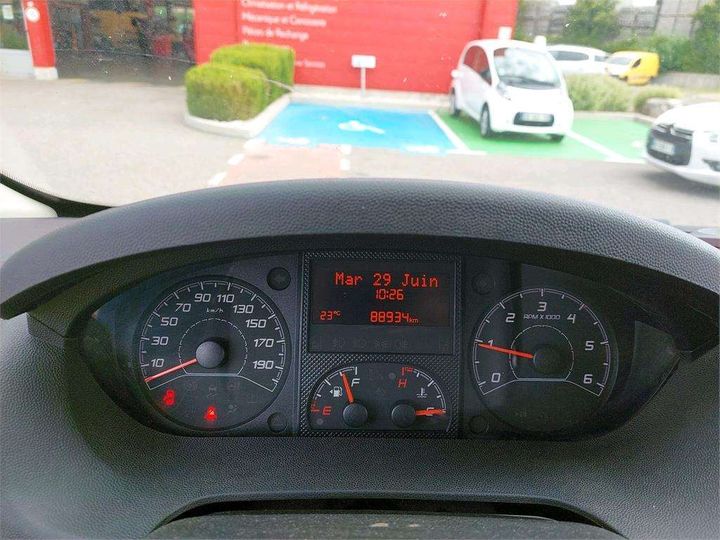 Climatisation et Réfrigération
Mécanique et Carrosserie
Pièces de Rechange
Mar 29 Juin
10:26
23°C 88934km
10 30 50 70 90 110 130 150 170 190
km/h
E F
H C
0 1 2 3 4 5 6
RPM X 1000